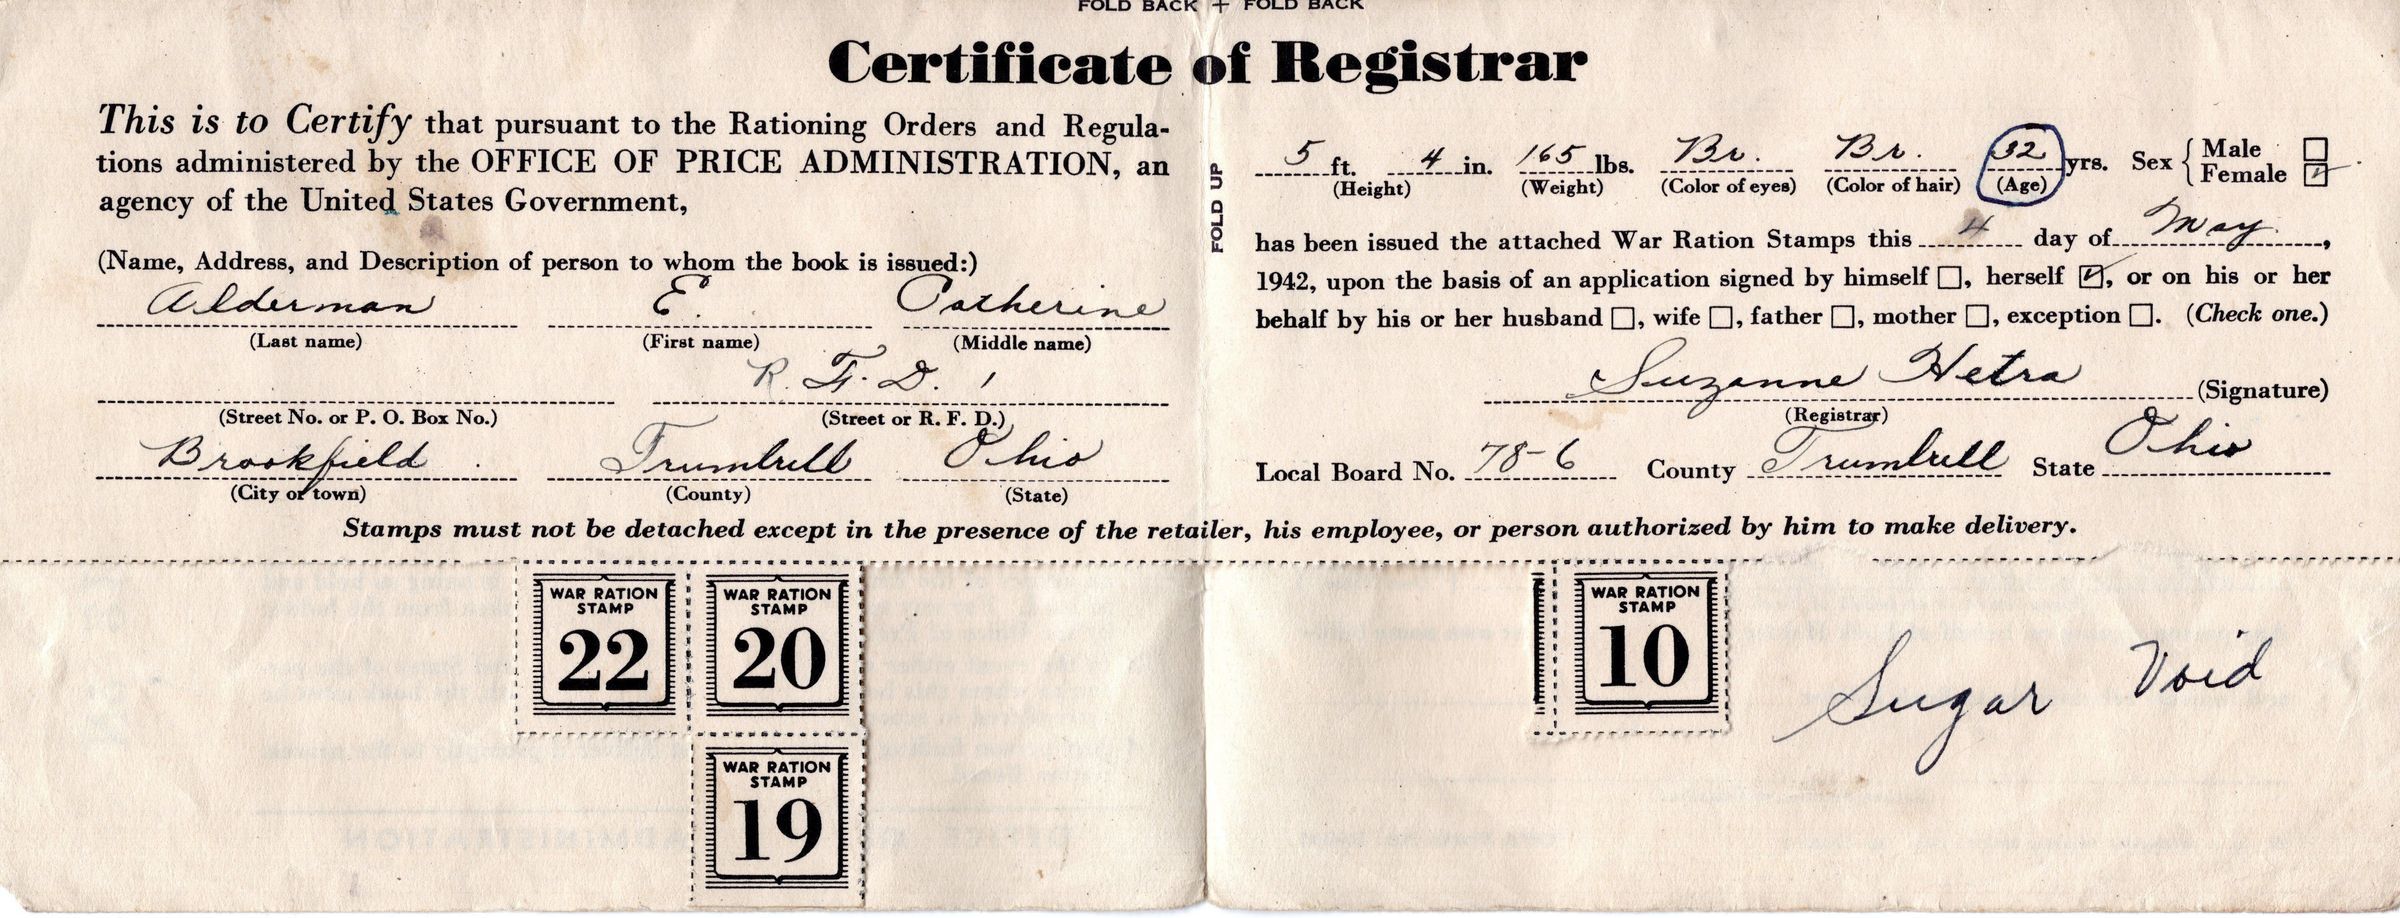 FOLD BACK + FOLD BACK
Certificate of Registrar
This is to Certify that pursuant to the Rationing Orders and Regula-
tions administered by the OFFICE OF PRICE ADMINISTRATION, an
agency of the United States Government,
(Name, Address, and Description of person to whom the book is issued:)
Alderman E. Catherine
(Last name) (First name) (Middle name)
R. F. D. 1
(Street No. or P. O. Box No.) (Street or R. F. D.)
Brookfield Trumbull Ohio
(City or town) (County) (State)
FOLD UP
5 ft. 4 in. 165 lbs. Br. Br. 32 yrs. Sex { Male ☐
(Height) (Weight) (Color of eyes) (Color of hair) (Age) Female ☑
has been issued the attached War Ration Stamps this 4 day of May,
1942, upon the basis of an application signed by himself ☐, herself ☑, or on his or her
behalf by his or her husband ☐, wife ☐, father ☐, mother ☐, exception ☐. (Check one.)
Suzanne Hetra (Signature)
(Registrar)
Local Board No. 78-6 County Trumbull State Ohio
Stamps must not be detached except in the presence of the retailer, his employee, or person authorized by him to make delivery.
WAR RATION
STAMP
22
WAR RATION
STAMP
20
WAR RATION
STAMP
19
WAR RATION
STAMP
10
Sugar Void